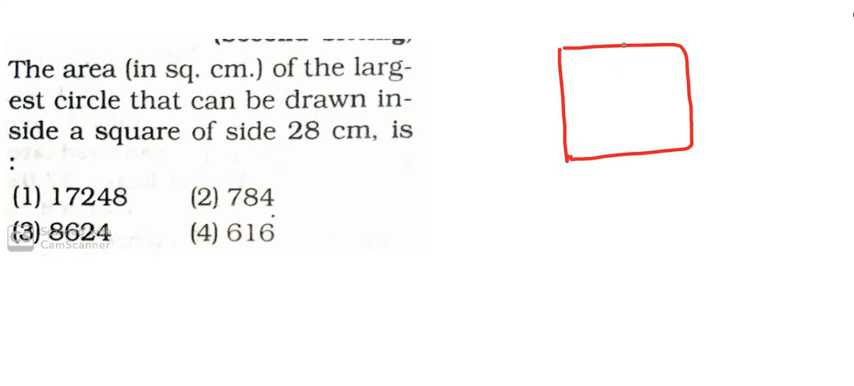 The area (in sq. cm.) of the larg-
est circle that can be drawn in-
side a square of side 28 cm, is
:
(1) 17248 (2) 784
(3) 8624 (4) 616
CamScanner